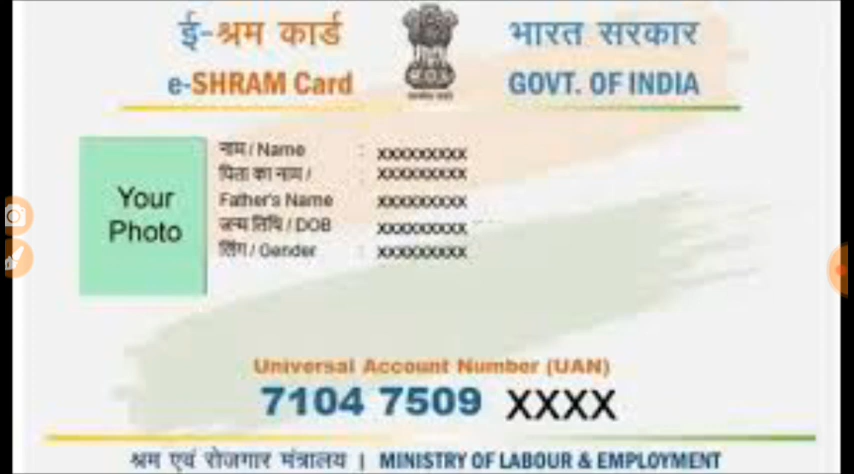 ई-श्रम कार्ड
भारत सरकार
e-SHRAM Card
GOVT. OF INDIA
Your
Photo
नाम / Name : xxxxxxxxx
पिता का नाम / : xxxxxxxxx
Father's Name xxxxxxxxx
जन्म तिथि / DOB xxxxxxxxx
लिंग / Gender : xxxxxxxxx
Universal Account Number (UAN)
7104 7509 XXXX
श्रम एवं रोजगार मंत्रालय | MINISTRY OF LABOUR & EMPLOYMENT